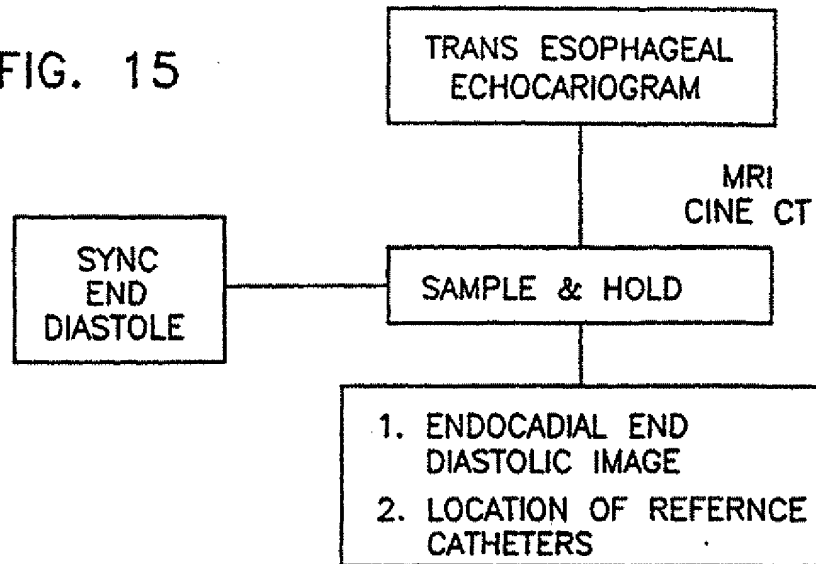 FIG. 15
TRANS ESOPHAGEAL
ECHOCARIOGRAM
MRI
CINE CT
SYNC
END
DIASTOLE
SAMPLE & HOLD
1. ENDOCADIAL END
DIASTOLIC IMAGE
2. LOCATION OF REFERNCE
CATHETERS